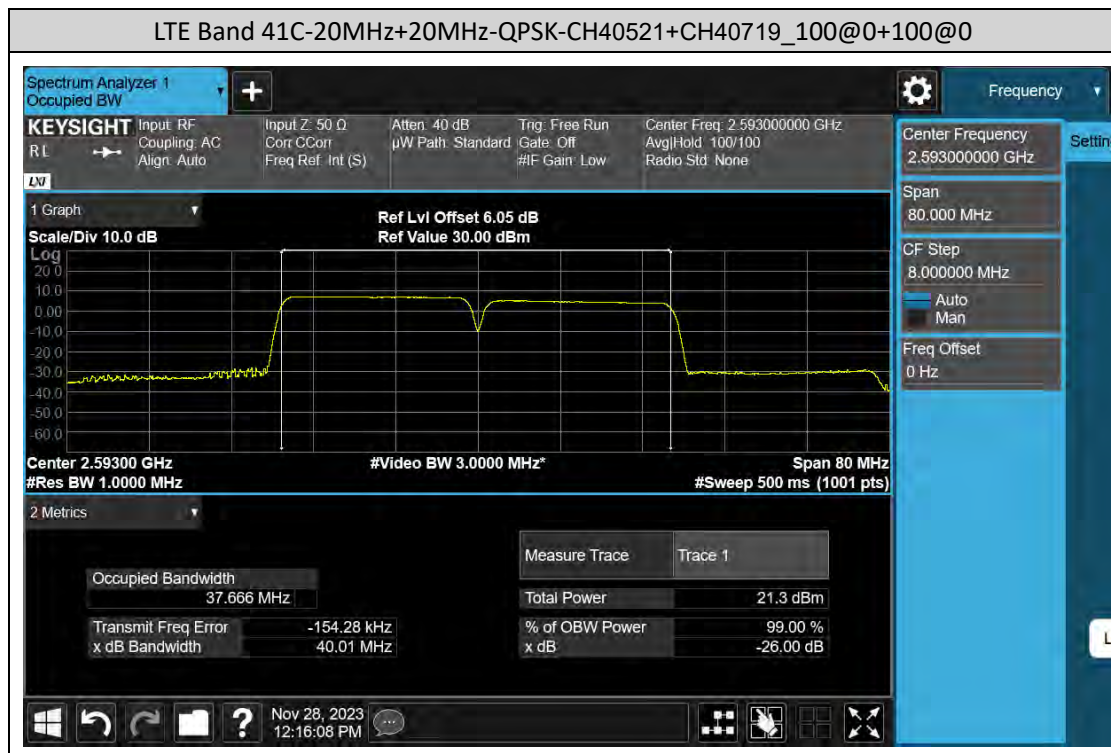 LTE Band 41C-20MHz+20MHz-QPSK-CH40521+CH40719_100@0+100@0
Spectrum Analyzer 1
Occupied BW
Frequency
KEYSIGHT
RL
LXI
Input: RF
Coupling: AC
Align: Auto
Input Z: 50 Ω
Corr CCorr
Freq Ref: Int (S)
Atten: 40 dB
µW Path: Standard
Trig: Free Run
Gate: Off
#IF Gain: Low
Center Freq: 2.593000000 GHz
Avg|Hold: 100/100
Radio Std: None
Center Frequency
2.593000000 GHz
Settin
Span
80.000 MHz
CF Step
8.000000 MHz
Auto
Man
Freq Offset
0 Hz
1 Graph
Scale/Div 10.0 dB
Ref Lvl Offset 6.05 dB
Ref Value 30.00 dBm
Log
20.0
10.0
0.00
-10.0
-20.0
-30.0
-40.0
-50.0
-60.0
Center 2.59300 GHz
#Video BW 3.0000 MHz*
Span 80 MHz
#Res BW 1.0000 MHz
#Sweep 500 ms (1001 pts)
2 Metrics
Measure Trace Trace 1
Occupied Bandwidth
37.666 MHz
Total Power 21.3 dBm
Transmit Freq Error -154.28 kHz
% of OBW Power 99.00 %
x dB Bandwidth 40.01 MHz
x dB -26.00 dB
L
?
Nov 28, 2023
12:16:08 PM